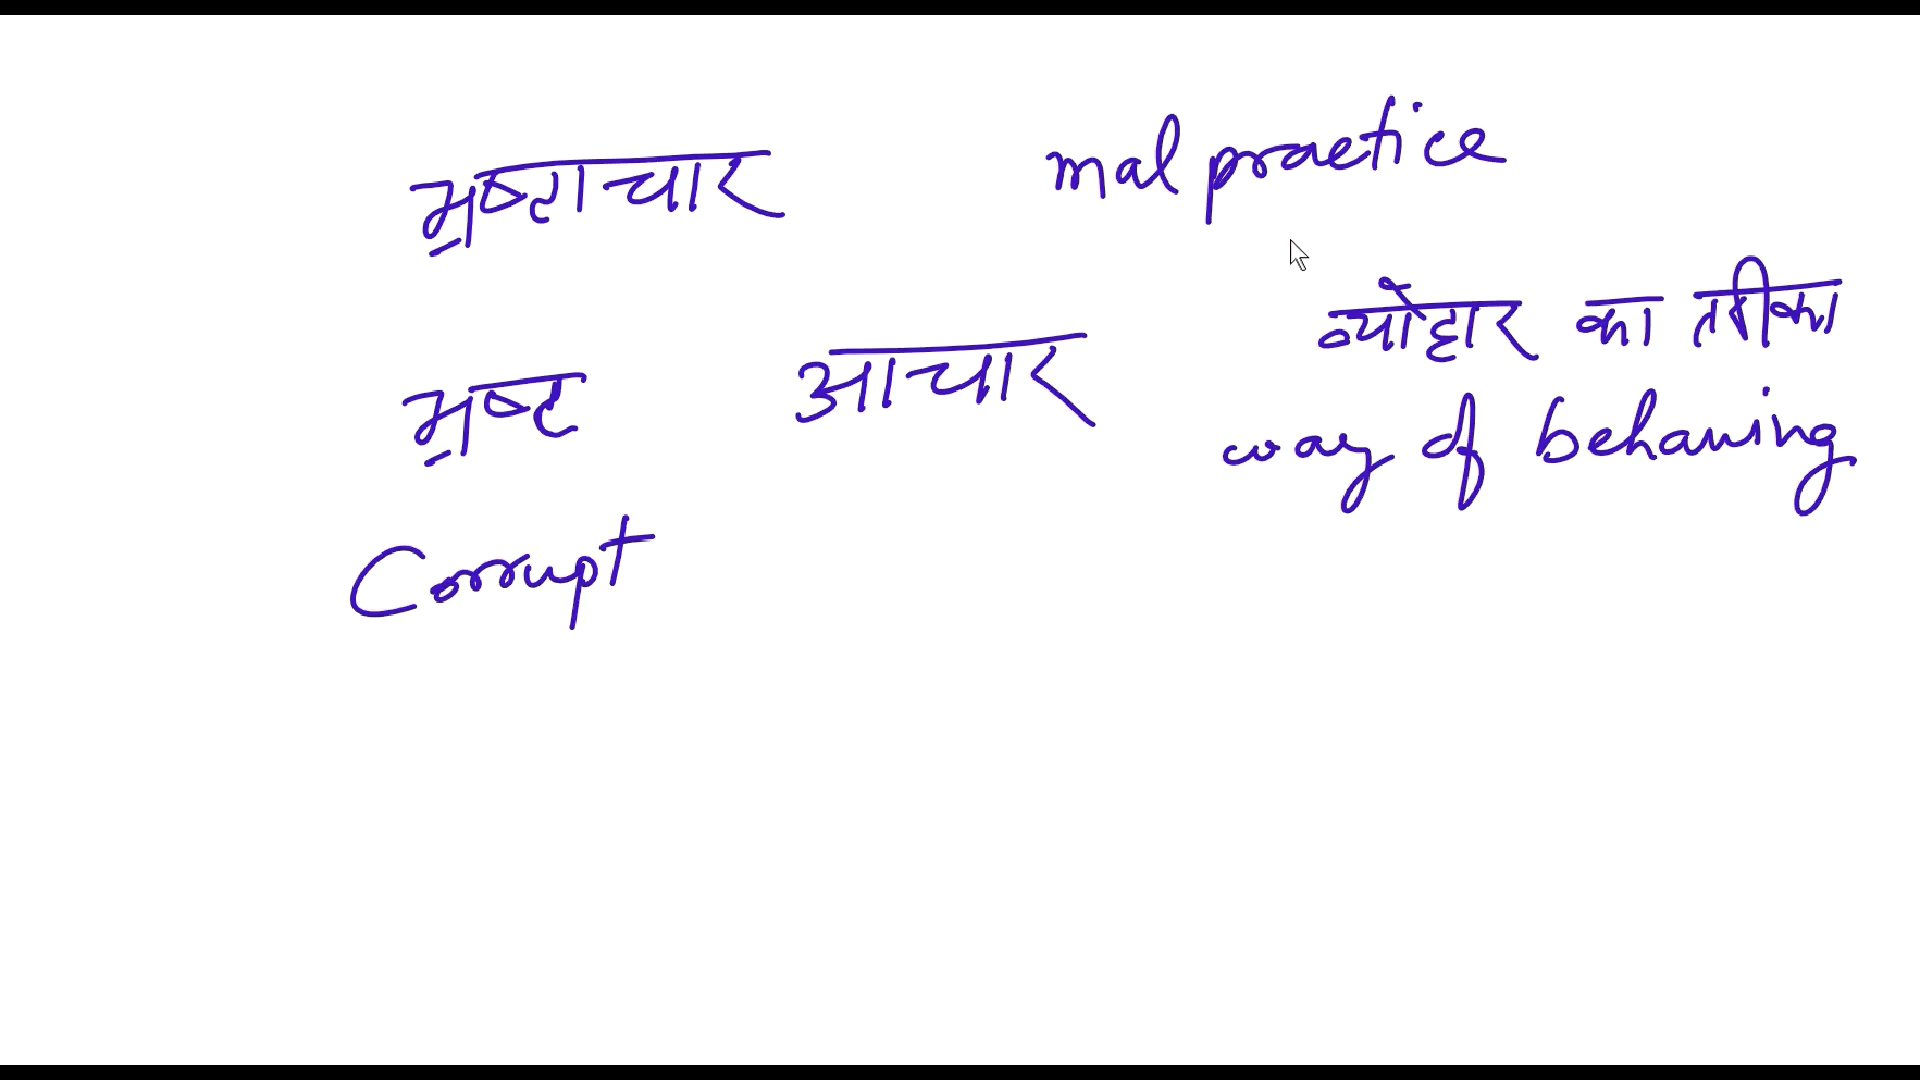 भ्रष्टाचार mal practice
व्योहार का तरीका
भ्रष्ट आचार
way of behaving
Corrupt